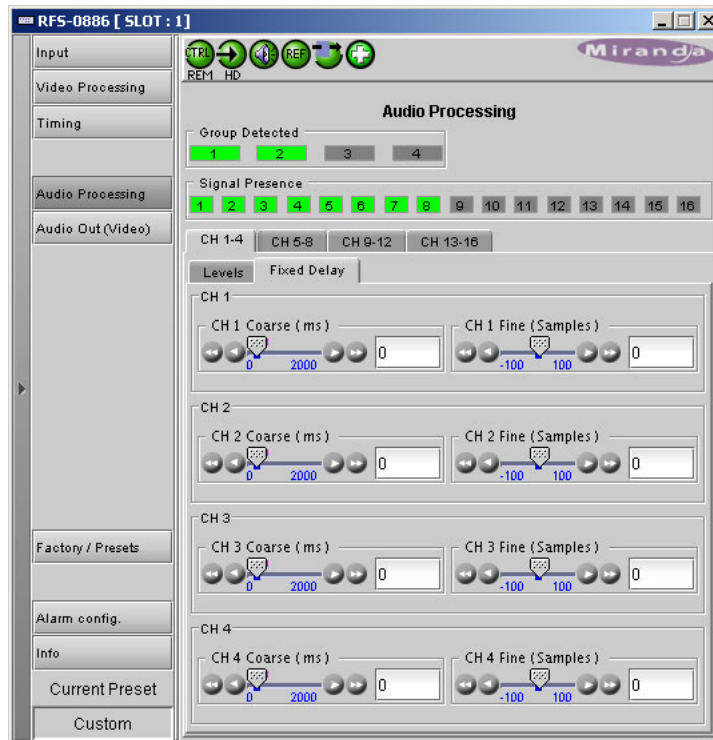 RFS-0886 [ SLOT : 1]
Input
Video Processing
Timing
Audio Processing
Audio Out (Video)
Factory / Presets
Alarm config.
Info
Current Preset
Custom
CTRL REF
REM HD
Miranda
Audio Processing
Group Detected
1 2 3 4
Signal Presence
1 2 3 4 5 6 7 8 9 10 11 12 13 14 15 16
CH 1-4 CH 5-8 CH 9-12 CH 13-16
Levels Fixed Delay
CH 1
CH 1 Coarse ( ms ) CH 1 Fine ( Samples )
0 0
0 2000 -100 100
CH 2
CH 2 Coarse ( ms ) CH 2 Fine ( Samples )
0 0
0 2000 -100 100
CH 3
CH 3 Coarse ( ms ) CH 3 Fine ( Samples )
0 0
0 2000 -100 100
CH 4
CH 4 Coarse ( ms ) CH 4 Fine ( Samples )
0 0
0 2000 -100 100